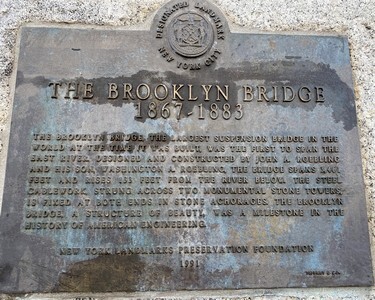 DESIGNATED LANDMARK
NEW YORK CITY
THE BROOKLYN BRIDGE
1867-1883
THE BROOKLYN BRIDGE, THE LARGEST SUSPENSION BRIDGE IN THE
WORLD AT THE TIME IT WAS BUILT, WAS THE FIRST TO SPAN THE
EAST RIVER. DESIGNED AND CONSTRUCTED BY JOHN A. ROEBLING
AND HIS SON, WASHINGTON A. ROEBLING, THE BRIDGE SPANS
FEET AND RISES 133 FEET FROM THE RIVER BELOW. THE STEEL
CABLEWORK, STRUNG ACROSS TWO MONUMENTAL STONE TOWERS,
IS FIXED AT BOTH ENDS IN STONE ACHORAGES. THE BROOKLYN
BRIDGE, A STRUCTURE OF BEAUTY, WAS A MILESTONE IN THE
HISTORY OF AMERICAN ENGINEERING.
NEW YORK LANDMARKS PRESERVATION FOUNDATION
1991